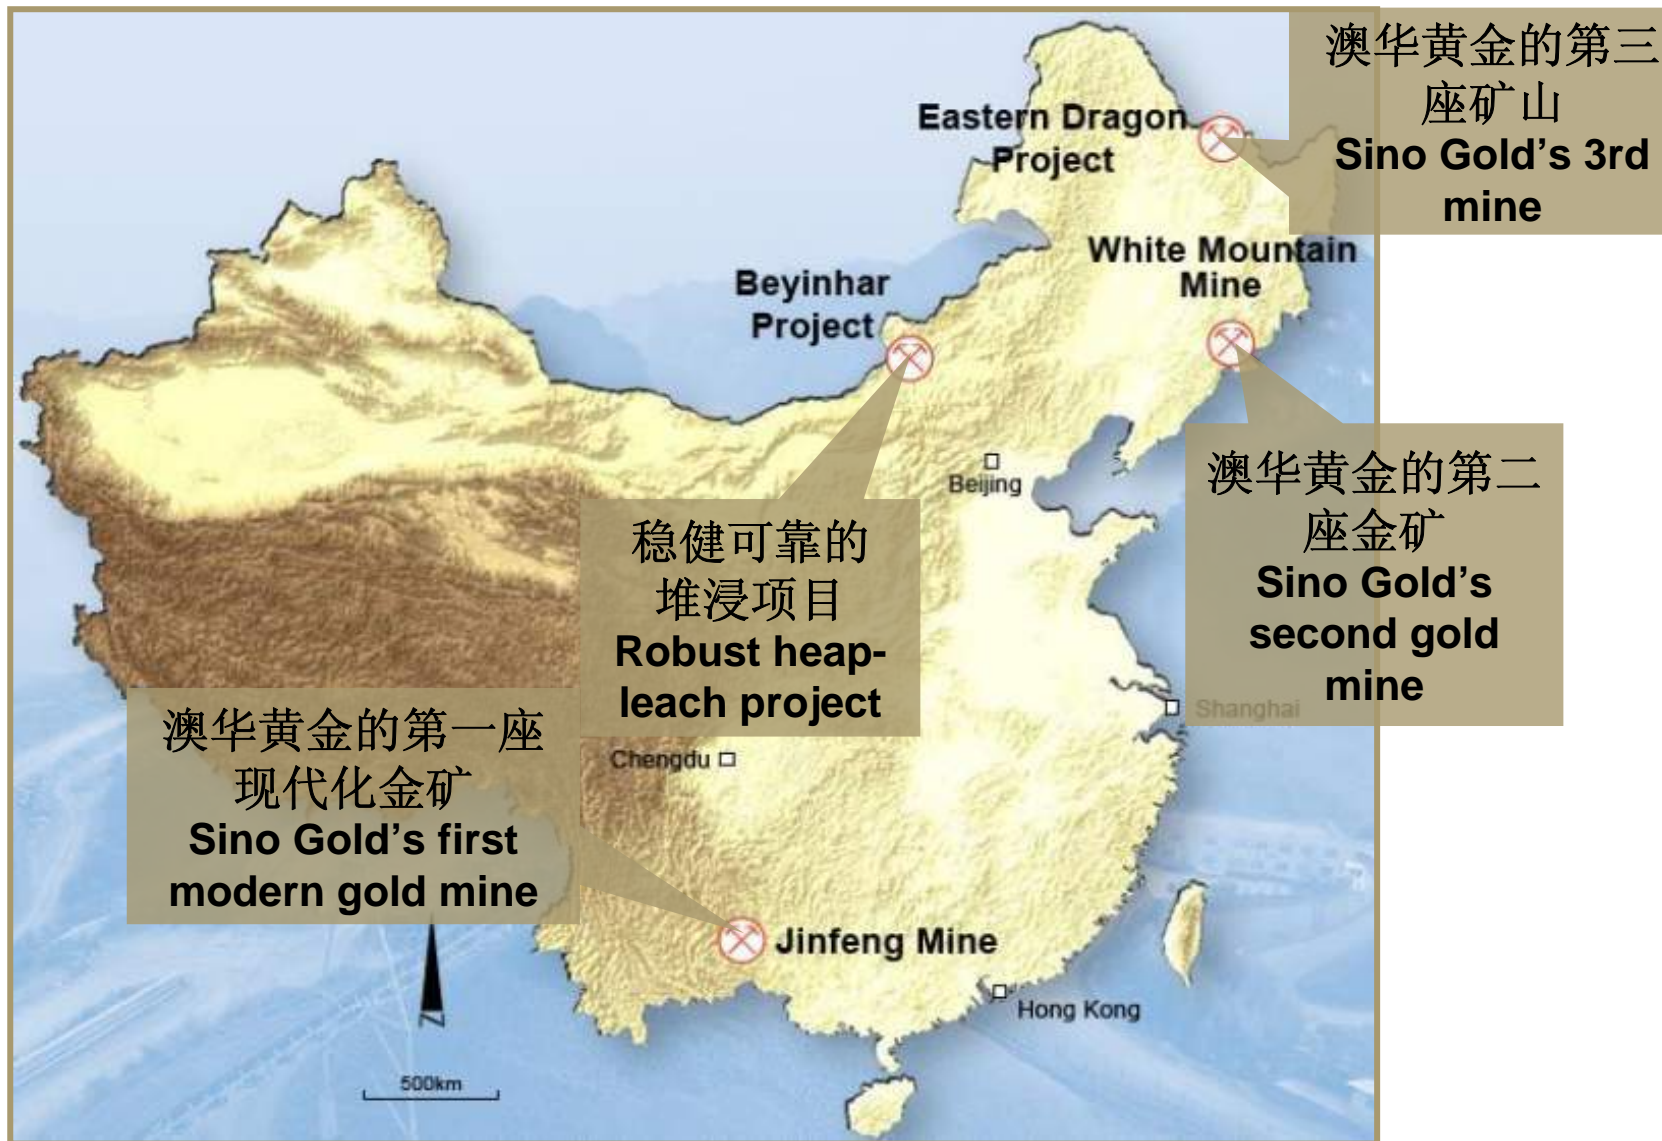 澳华黄金的第三
座矿山
Sino Gold's 3rd
mine
Eastern Dragon
Project
White Mountain
Mine
Beyinhar
Project
Beijing
澳华黄金的第二
座金矿
Sino Gold's
second gold
mine
稳健可靠的
堆浸项目
Robust heap-
leach project
Shanghai
澳华黄金的第一座
现代化金矿
Sino Gold's first
modern gold mine
Chengdu
Jinfeng Mine
Hong Kong
N
500km